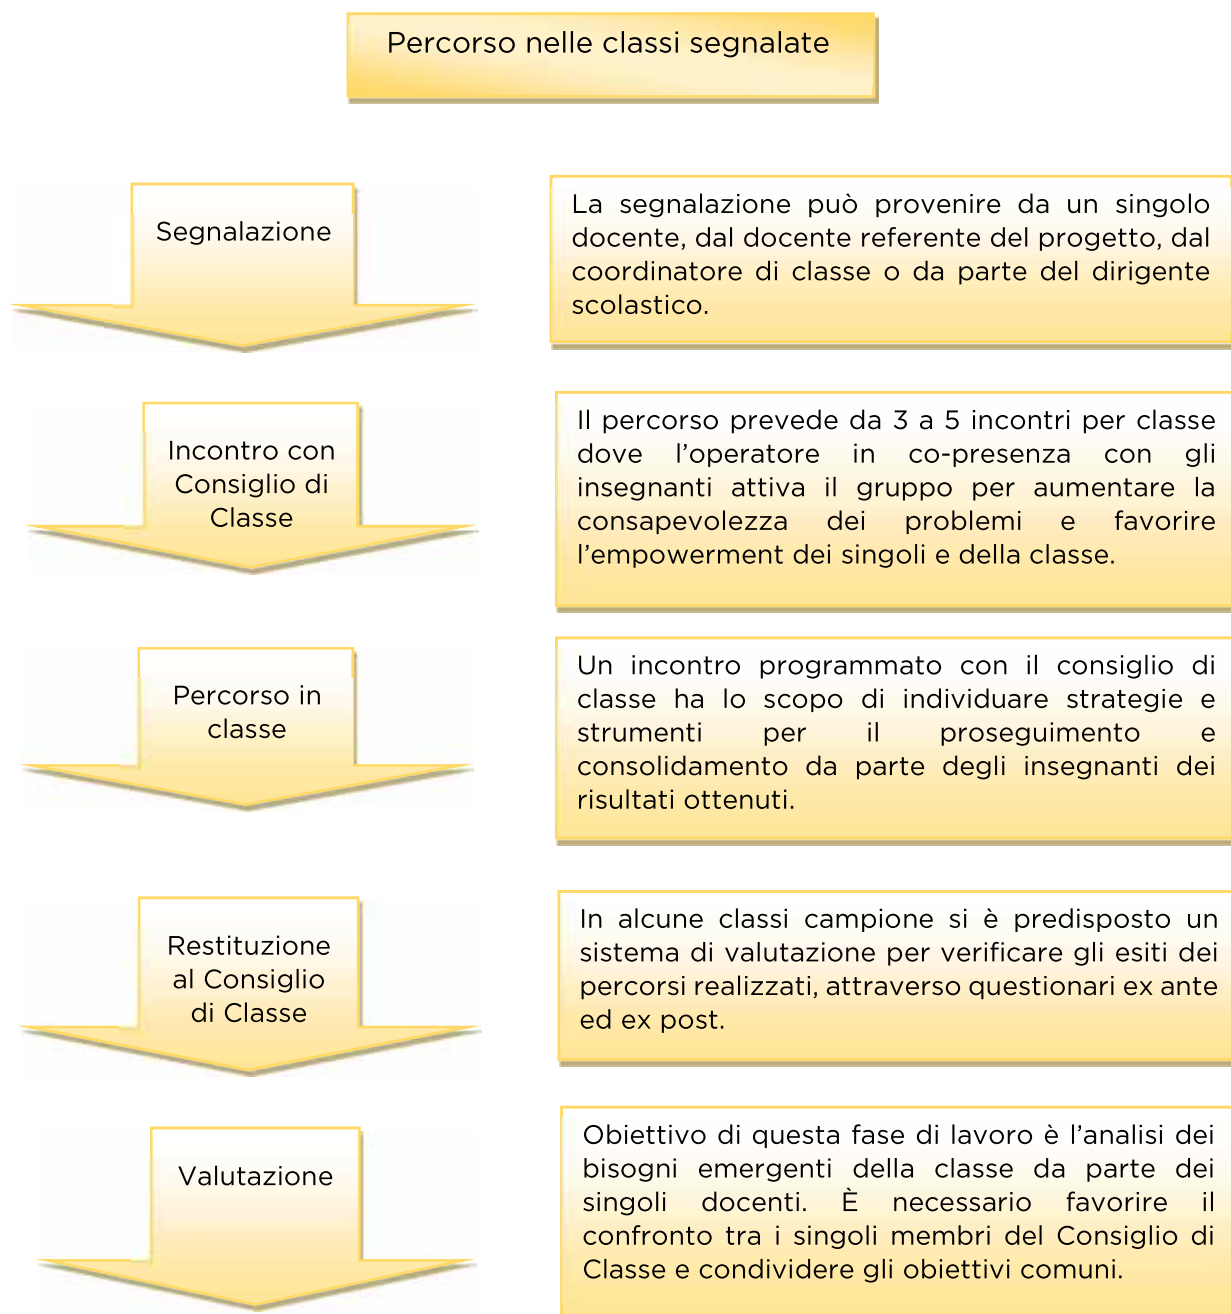 Percorso nelle classi segnalate
Segnalazione
La segnalazione può provenire da un singolo
docente, dal docente referente del progetto, dal
coordinatore di classe o da parte del dirigente
scolastico.
Incontro con
Consiglio di
Classe
Il percorso prevede da 3 a 5 incontri per classe
dove l'operatore in co-presenza con gli
insegnanti attiva il gruppo per aumentare la
consapevolezza dei problemi e favorire
l'empowerment dei singoli e della classe.
Percorso in
classe
Un incontro programmato con il consiglio di
classe ha lo scopo di individuare strategie e
strumenti per il proseguimento e
consolidamento da parte degli insegnanti dei
risultati ottenuti.
Restituzione
al Consiglio
di Classe
In alcune classi campione si è predisposto un
sistema di valutazione per verificare gli esiti dei
percorsi realizzati, attraverso questionari ex ante
ed ex post.
Valutazione
Obiettivo di questa fase di lavoro è l'analisi dei
bisogni emergenti della classe da parte dei
singoli docenti. È necessario favorire il
confronto tra i singoli membri del Consiglio di
Classe e condividere gli obiettivi comuni.